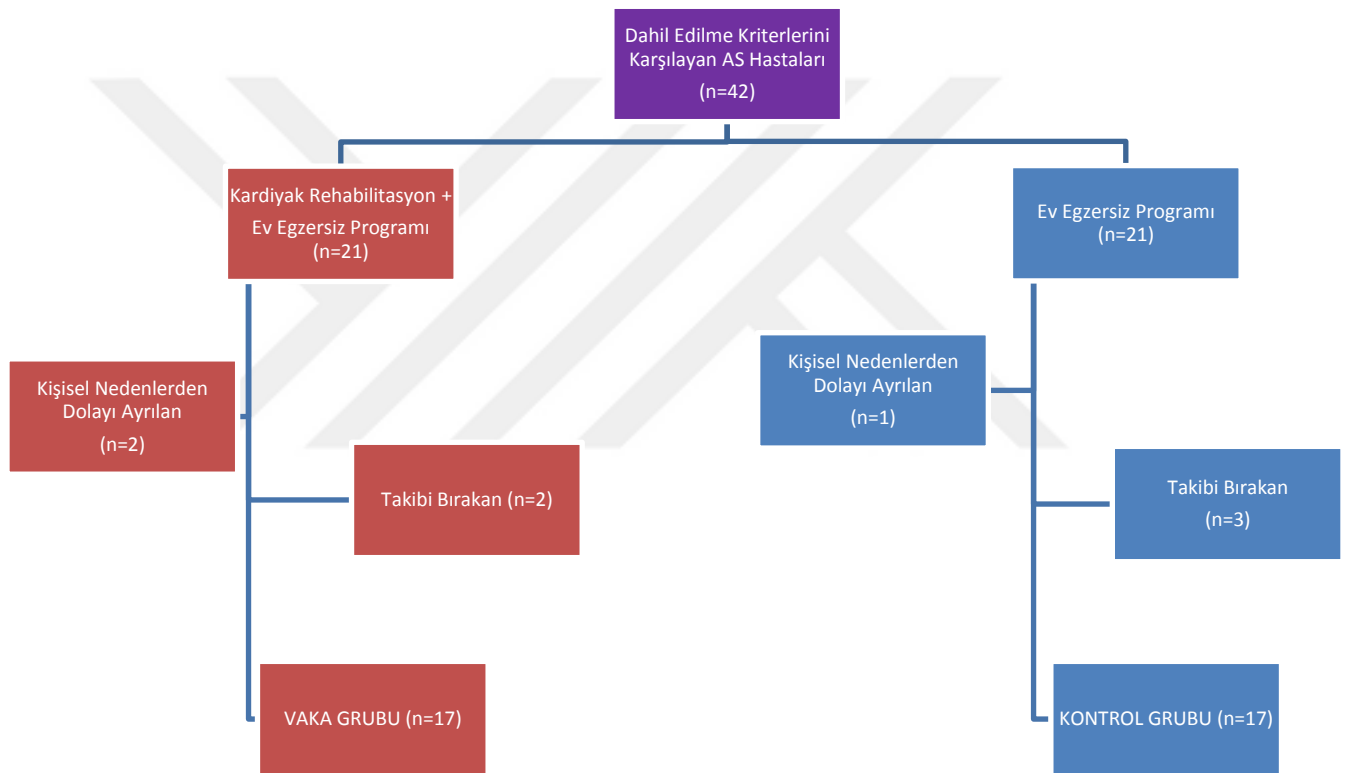 Dahil Edilme Kriterlerini
Karşılayan AS Hastaları
(n=42)
Kardiyak Rehabilitasyon +
Ev Egzersiz Programı
(n=21)
Ev Egzersiz Programı
(n=21)
Kişisel Nedenlerden
Dolayı Ayrılan
(n=2)
Kişisel Nedenlerden
Dolayı Ayrılan
(n=1)
Takibi Bırakan (n=2)
Takibi Bırakan
(n=3)
VAKA GRUBU (n=17)
KONTROL GRUBU (n=17)